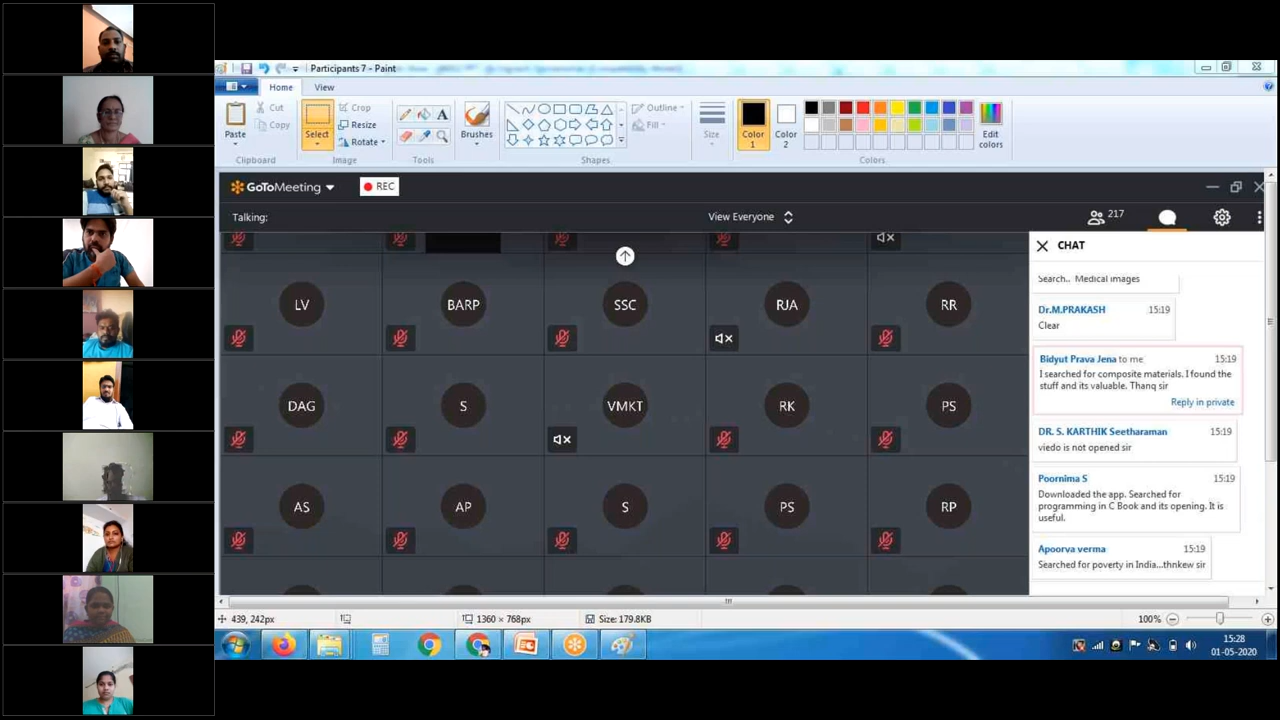 Participants 7 - Paint
Home
View
Paste
Cut
Copy
Clipboard
Select
Crop
Resize
Rotate
Image
A
Tools
Brushes
Outline
Fill
Shapes
Size
Color 1
Color 2
Edit colors
Colors
GoToMeeting
REC
Talking:
View Everyone
217
CHAT
LV
BARP
SSC
RJA
RR
DAG
S
VMKT
RK
PS
AS
AP
S
PS
RP
Search.. Medical images
Dr.M.PRAKASH 15:19
Clear
Bidyut Prava Jena to me 15:19
I searched for composite materials. I found the
stuff and its valuable. Thanq sir
Reply in private
DR. S. KARTHIK Seetharaman 15:19
viedo is not opened sir
Poornima S 15:19
Downloaded the app. Searched for
programming in C Book and its opening. It is
useful.
Apoorva verma 15:19
Searched for poverty in India...thnkew sir
439, 242px
1360 × 768px
Size: 179.8KB
100%
15:28
01-05-2020